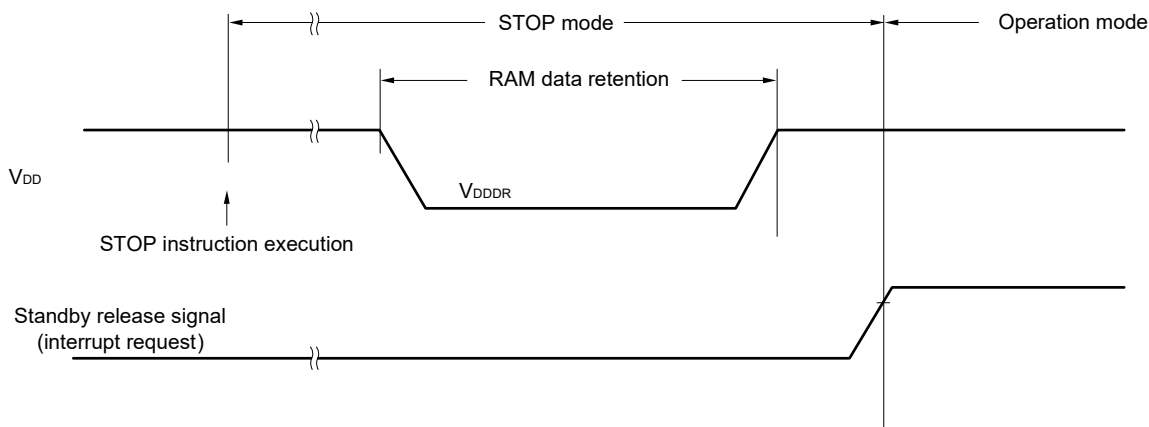 STOP mode
Operation mode
RAM data retention
VDD
VDDDR
STOP instruction execution
Standby release signal
(interrupt request)